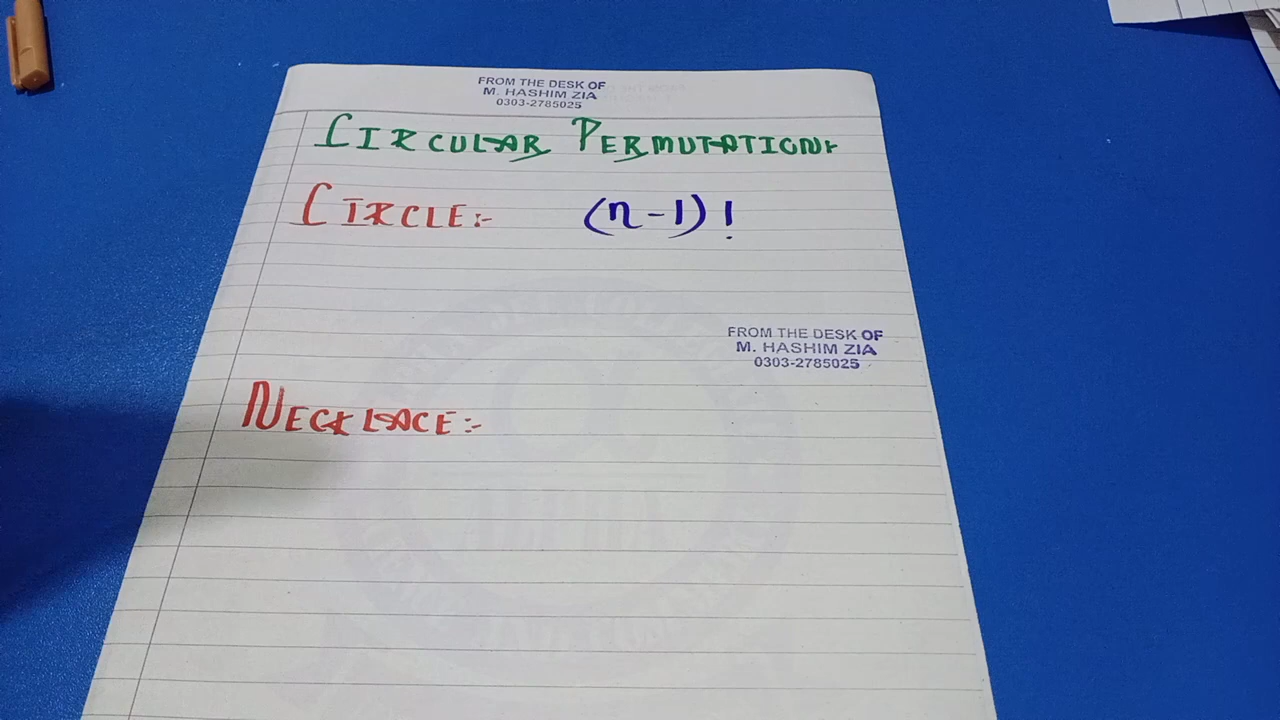 FROM THE DESK OF
M. HASHIM ZIA
0303-2785025
CIRCULAR PERMUTATION:
CIRCLE:- (n-1)!
FROM THE DESK OF
M. HASHIM ZIA
0303-2785025
NECKLACE:-